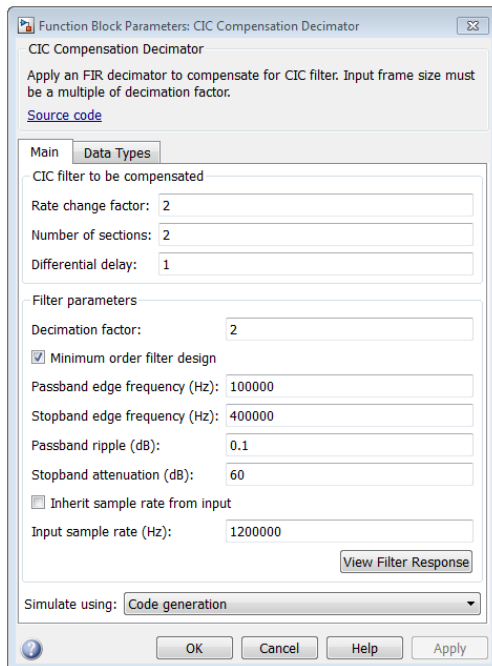 Function Block Parameters: CIC Compensation Decimator
CIC Compensation Decimator
Apply an FIR decimator to compensate for CIC filter. Input frame size must
be a multiple of decimation factor.
Source code
Main Data Types
CIC filter to be compensated
Rate change factor: 2
Number of sections: 2
Differential delay: 1
Filter parameters
Decimation factor: 2
Minimum order filter design
Passband edge frequency (Hz): 100000
Stopband edge frequency (Hz): 400000
Passband ripple (dB): 0.1
Stopband attenuation (dB): 60
Inherit sample rate from input
Input sample rate (Hz): 1200000
View Filter Response
Simulate using: Code generation
? OK Cancel Help Apply